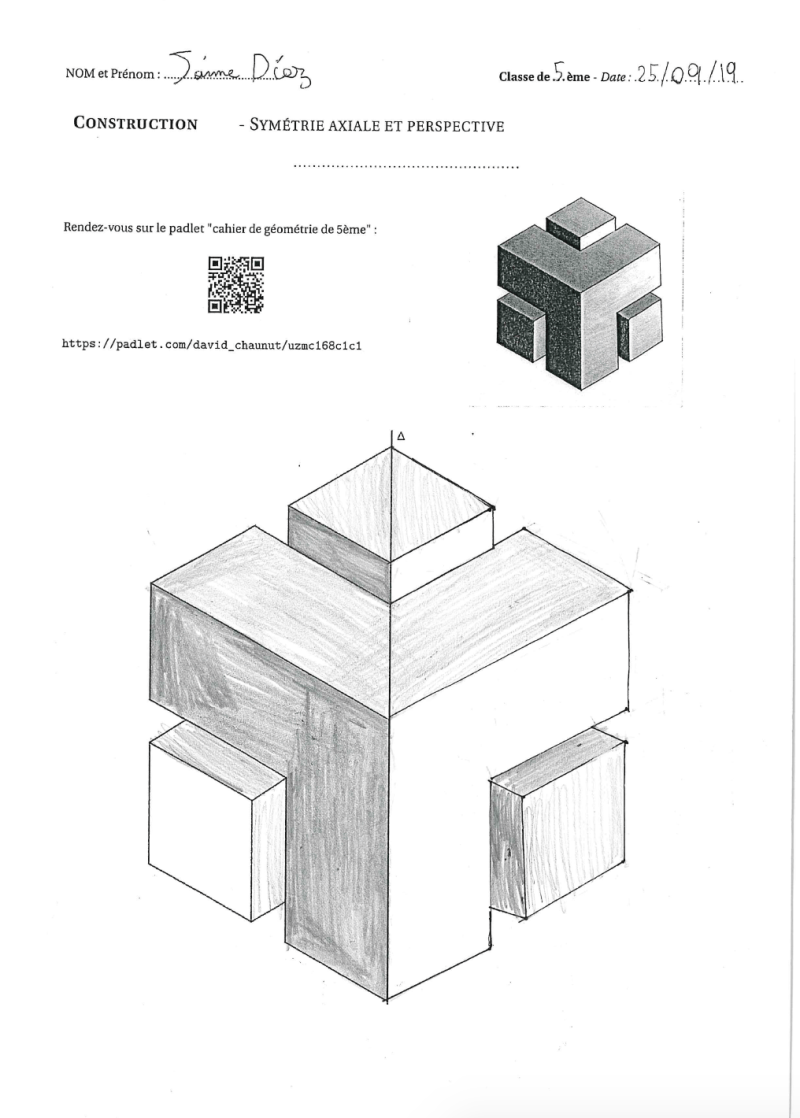 NOM et Prénom : Jaime Díez
Classe de 5 ème - Date : 25/09/19
CONSTRUCTION - SYMÉTRIE AXIALE ET PERSPECTIVE
Rendez-vous sur le padlet "cahier de géométrie de 5ème" :
https://padlet.com/david_chaunut/uzmc168c1c1
Δ